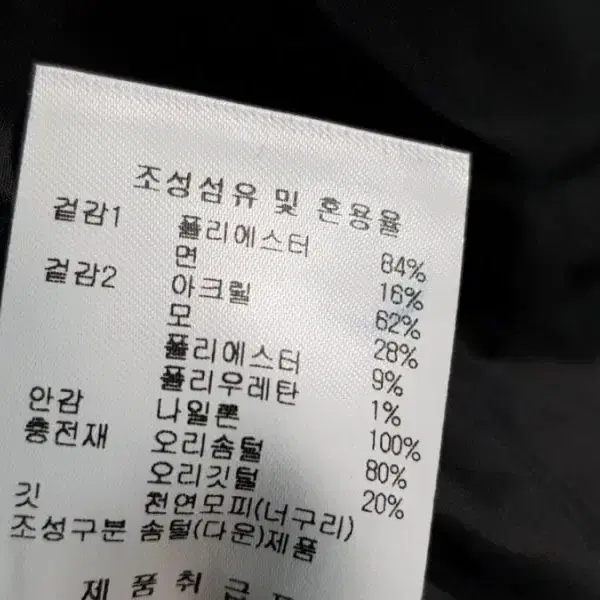 조성섬유 및 혼용율
겉감1 폴리에스터 84%
면 16%
겉감2 아크릴 62%
모 28%
폴리에스터 9%
폴리우레탄 1%
안감 나일론 100%
충전재 오리솜털 80%
오리깃털 20%
깃 천연모피(너구리)
조성구분 솜털(다운)제품
제 품 취 급